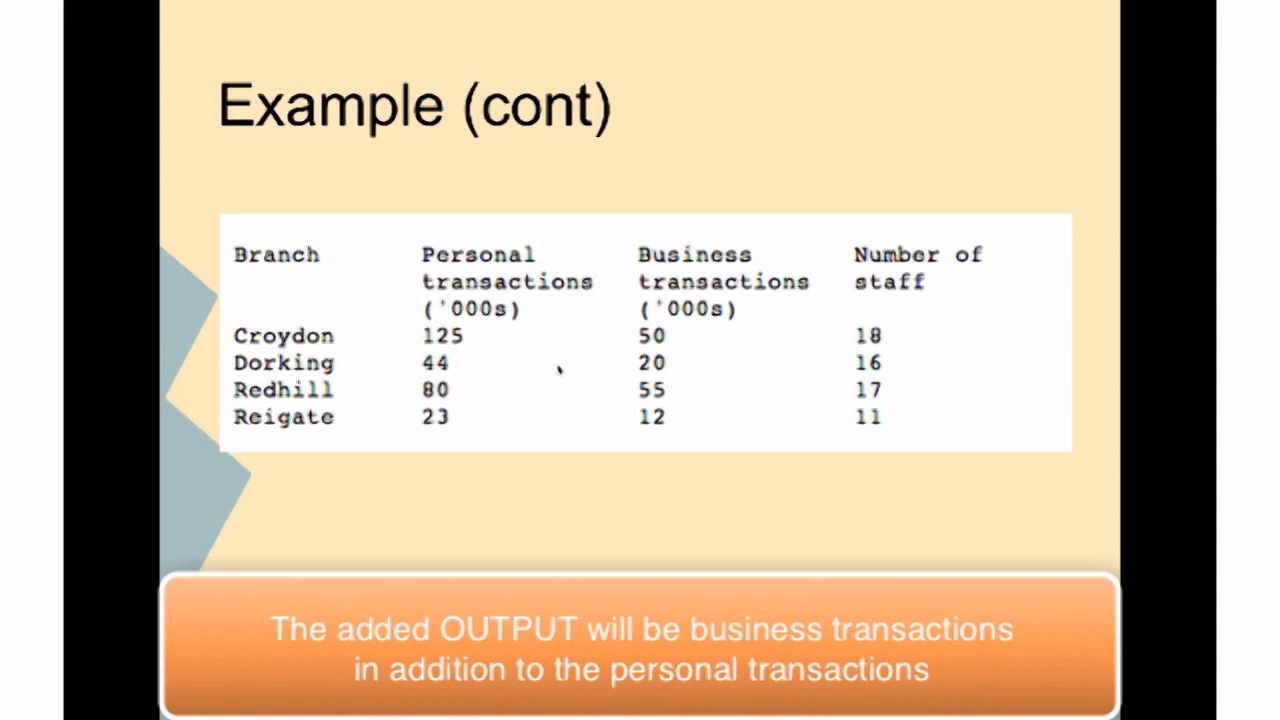 Example (cont)
Branch Personal Business Number of
transactions transactions staff
('000s) ('000s)
Croydon 125 50 18
Dorking 44 20 16
Redhill 80 55 17
Reigate 23 12 11
The added OUTPUT will be business transactions
in addition to the personal transactions